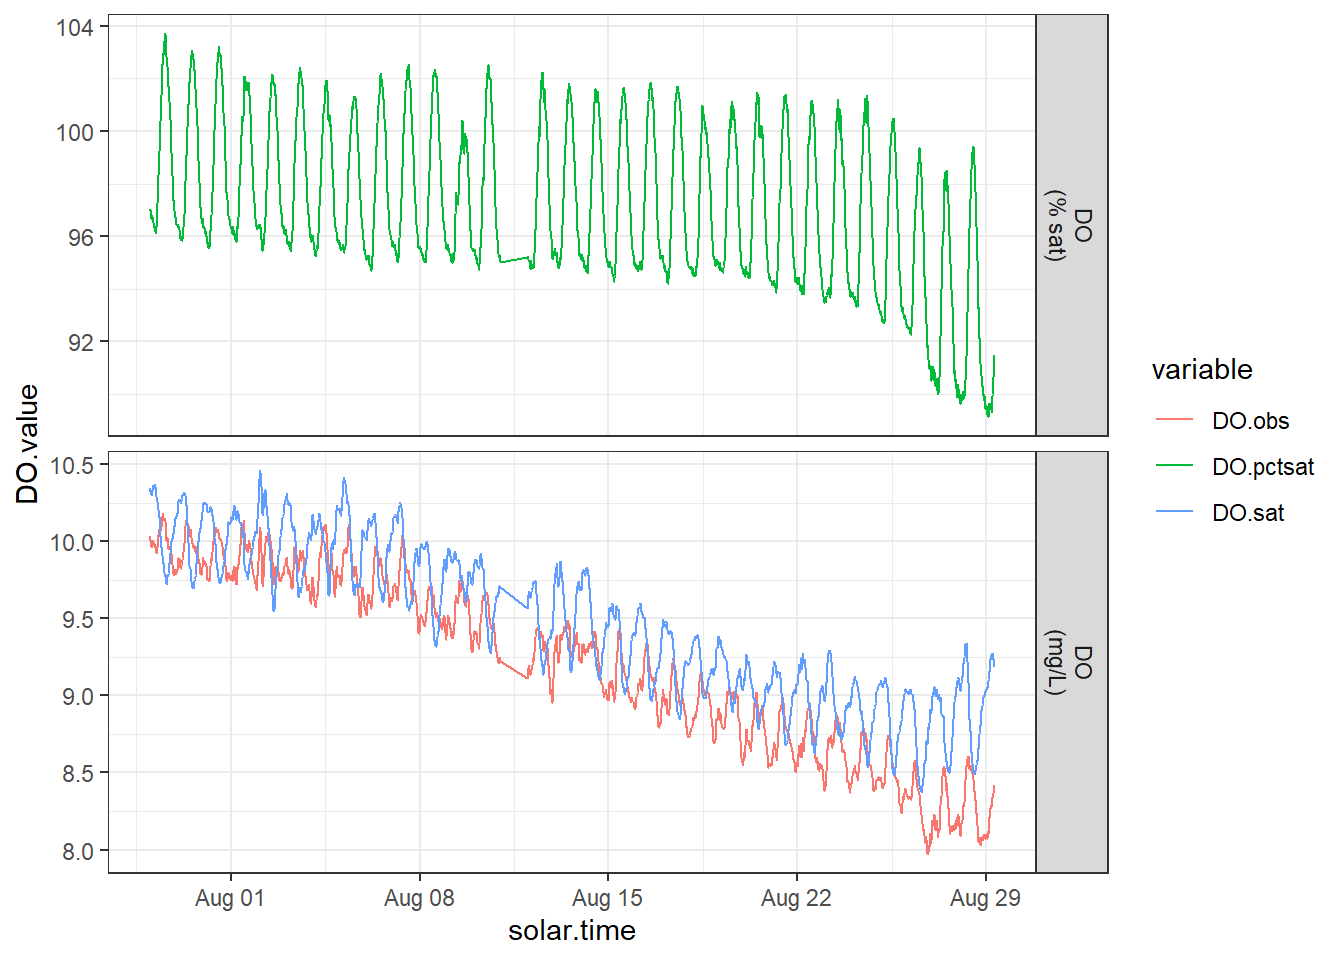 104
100
96
92
DO
(% sat)
DO.value
10.5
10.0
9.5
9.0
8.5
8.0
DO
(mg/L)
Aug 01
Aug 08
Aug 15
Aug 22
Aug 29
solar.time
variable
DO.obs
DO.pctsat
DO.sat